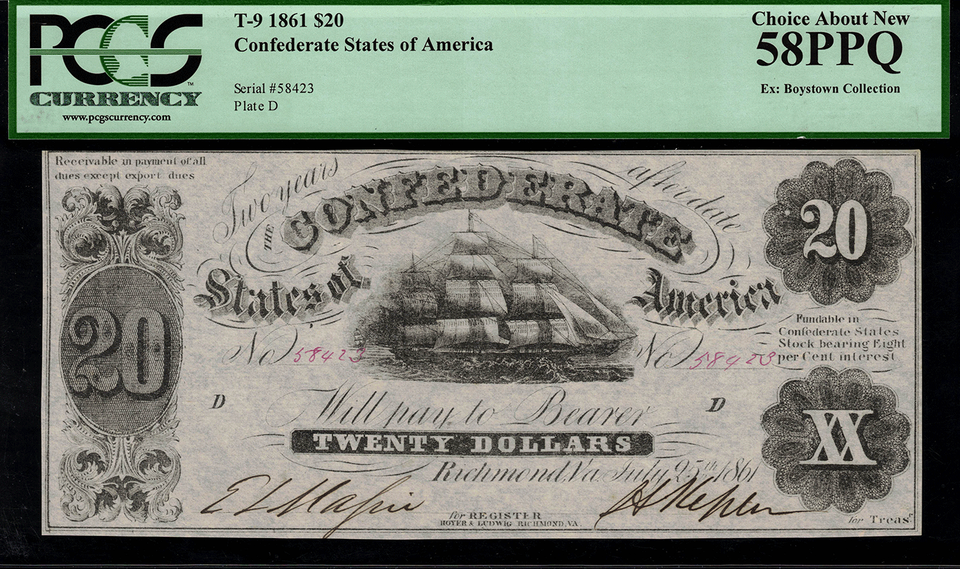 PCGS
CURRENCY
www.pcgscurrency.com
T-9 1861 $20
Confederate States of America
Serial #58423
Plate D
Choice About New
58PPQ
Ex: Boystown Collection
Receivable in payment of all
dues except export dues
Two years after date
THE CONFEDERATE
States of America
20
20
Fundable in
Confederate States
Stock bearing Eight
per Cent interest
No 58423
No 58423
D
D
Will pay to Bearer
TWENTY DOLLARS
XX
Richmond, Va. July 25th 1861
for REGISTER
HOYER & LUDWIG RICHMOND, VA.
for Treasr